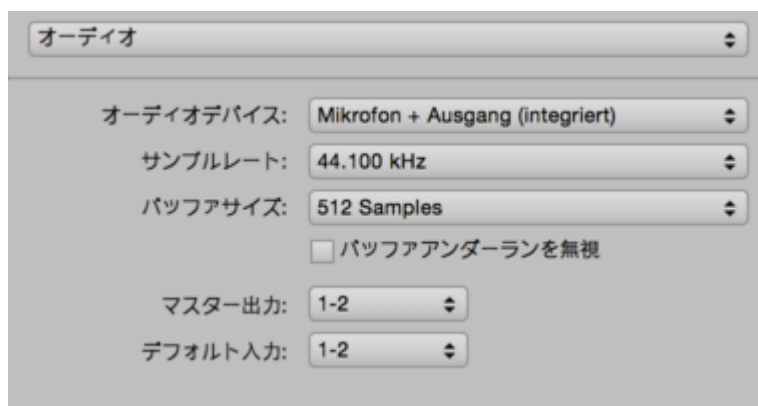 オーディオ
オーディオデバイス: Mikrofon + Ausgang (integriert)
サンプルレート: 44.100 kHz
バッファサイズ: 512 Samples
バッファアンダーランを無視
マスター出力: 1-2
デフォルト入力: 1-2